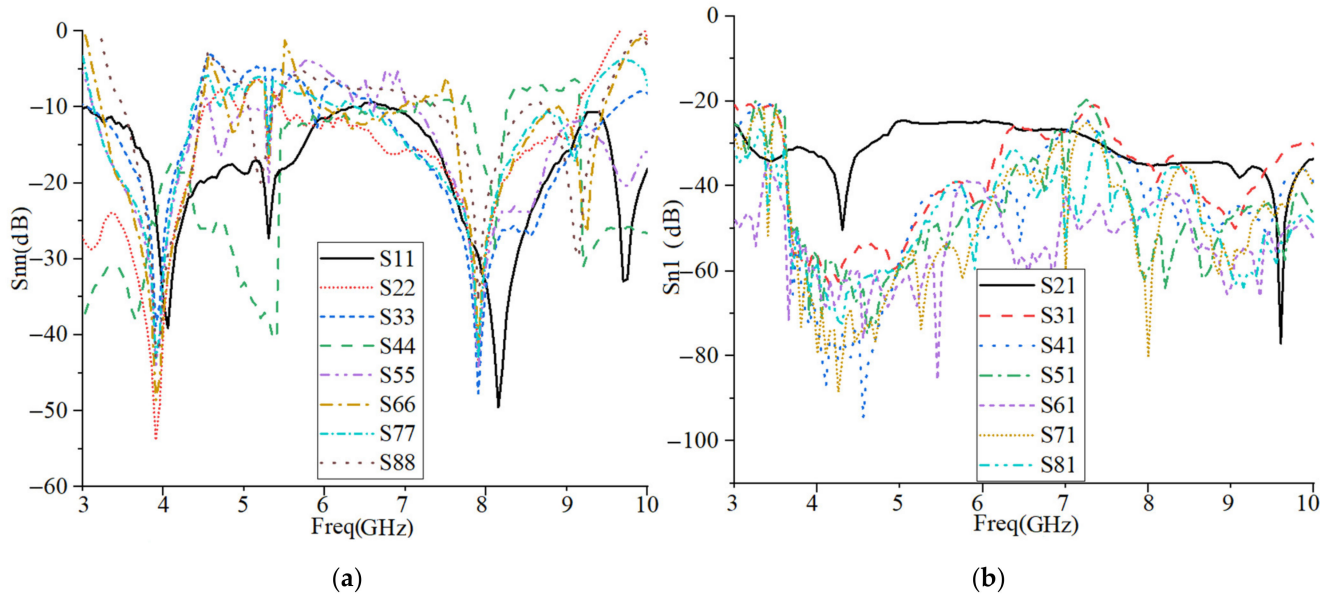 0
−10
−20
−30
−40
−50
−60
Smn(dB)
3 4 5 6 7 8 9 10
Freq(GHz)
S11
S22
S33
S44
S55
S66
S77
S88
(a)
0
−20
−40
−60
−80
−100
Sn1 (dB)
3 4 5 6 7 8 9 10
Freq(GHz)
S21
S31
S41
S51
S61
S71
S81
(b)